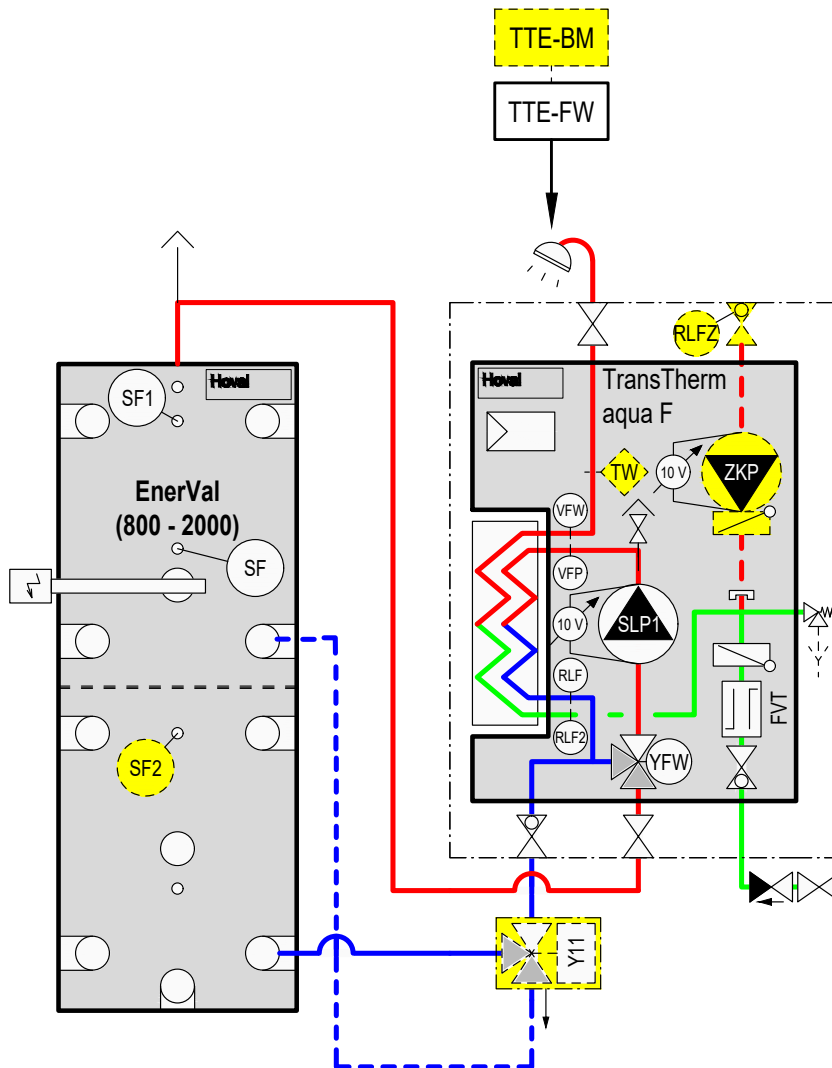 TTE-BM
TTE-FW
RLFZ
Hoval
SF1
EnerVal
(800 - 2000)
SF
SF2
Hoval
TransTherm
aqua F
TW
10 V
ZKP
VFW
VFP
10 V
SLP1
RLF
RLF2
YFW
FVT
Y11